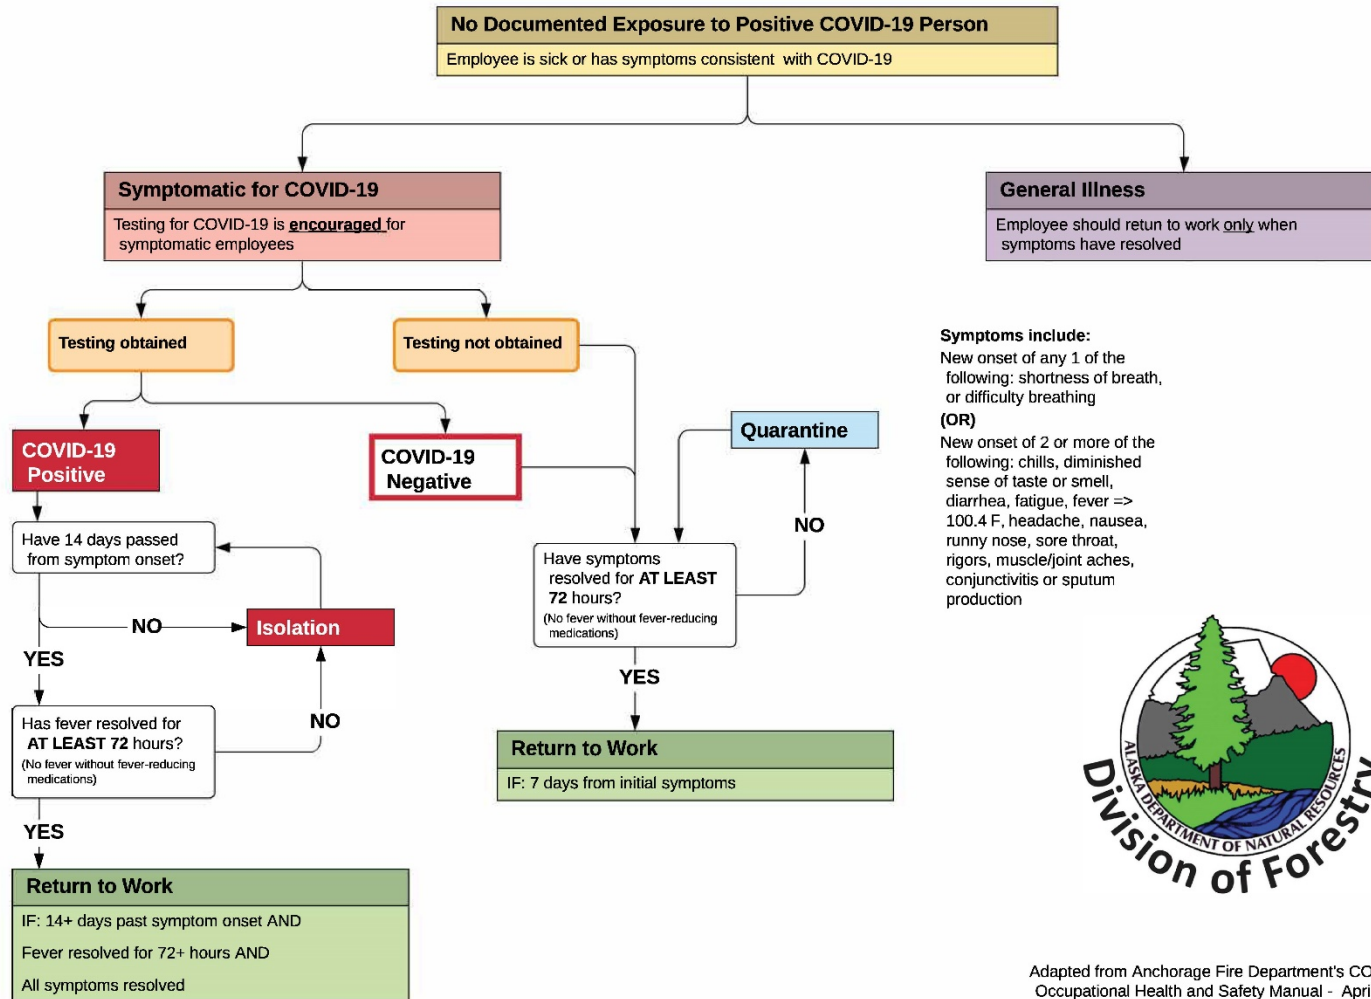 No Documented Exposure to Positive COVID-19 Person
Employee is sick or has symptoms consistent with COVID-19
Symptomatic for COVID-19
Testing for COVID-19 is encouraged for
symptomatic employees
General Illness
Employee should retun to work only when
symptoms have resolved
Testing obtained
Testing not obtained
COVID-19
Positive
COVID-19
Negative
Quarantine
NO
Have 14 days passed
from symptom onset?
NO
Isolation
YES
Has fever resolved for
AT LEAST 72 hours?
(No fever without fever-reducing
medications)
NO
YES
Return to Work
IF: 14+ days past symptom onset AND
Fever resolved for 72+ hours AND
All symptoms resolved
Have symptoms
resolved for AT LEAST
72 hours?
(No fever without fever-reducing
medications)
YES
Return to Work
IF: 7 days from initial symptoms
Symptoms include:
New onset of any 1 of the
following: shortness of breath,
or difficulty breathing
(OR)
New onset of 2 or more of the
following: chills, diminished
sense of taste or smell,
diarrhea, fatigue, fever =>
100.4 F, headache, nausea,
runny nose, sore throat,
rigors, muscle/joint aches,
conjunctivitis or sputum
production
ALASKA DEPARTMENT OF NATURAL RESOURCES
Division of Forestry
Adapted from Anchorage Fire Department's CO
Occupational Health and Safety Manual - Apri